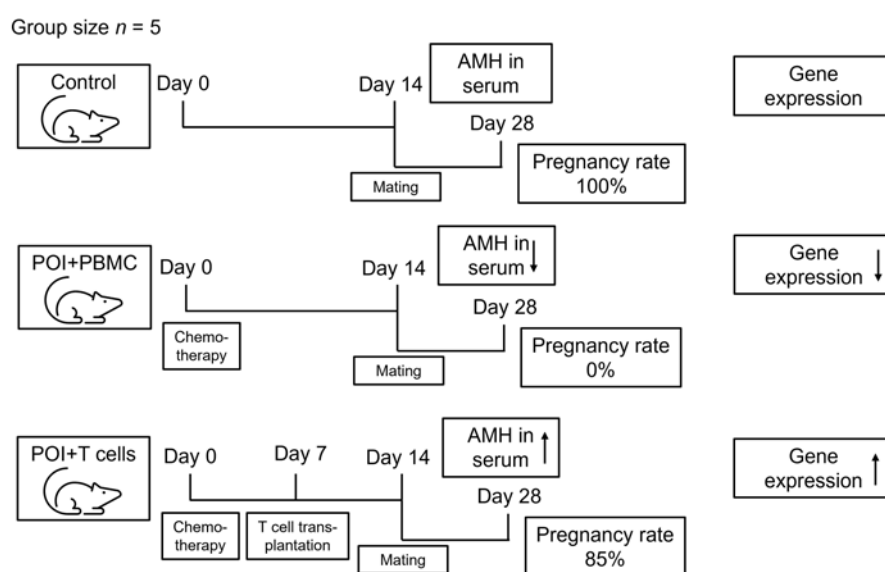 Group size n = 5
Control
Day 0
Day 14
AMH in
serum
Day 28
Mating
Pregnancy rate
100%
Gene
expression
POI+PBMC
Day 0
Day 14
AMH in
serum ↓
Day 28
Chemo-
therapy
Mating
Pregnancy rate
0%
Gene
expression ↓
POI+T cells
Day 0
Day 7
Day 14
AMH in
serum ↑
Day 28
Chemo-
therapy
T cell trans-
plantation
Mating
Pregnancy rate
85%
Gene
expression ↑